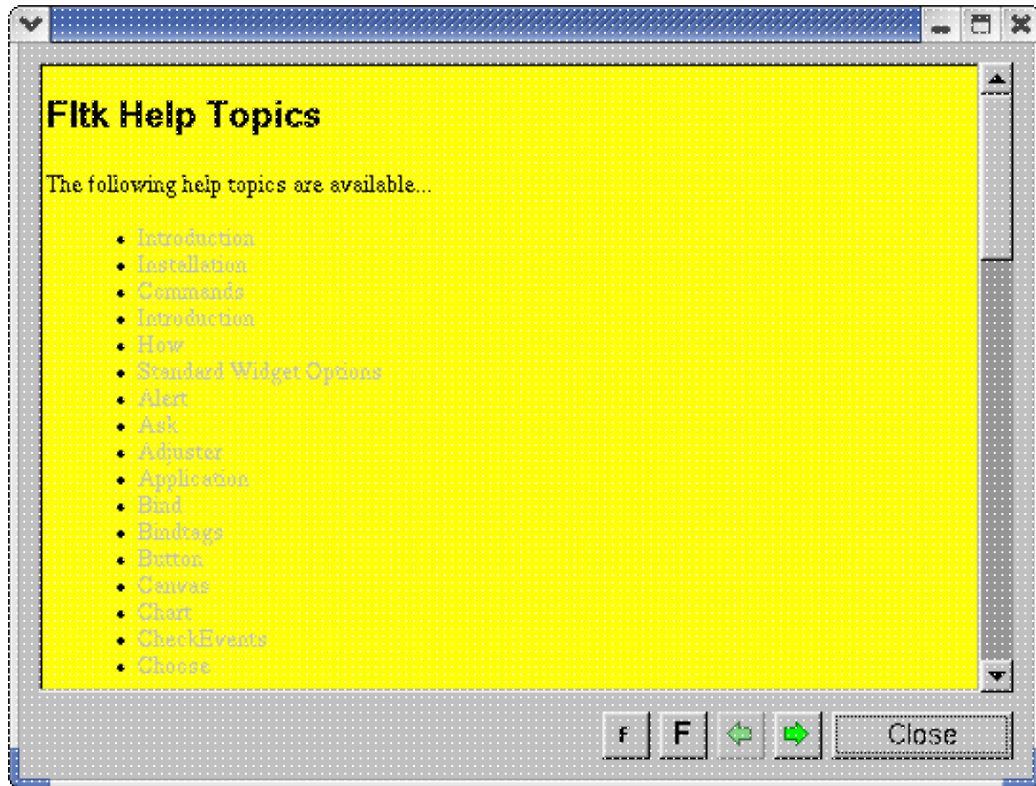 Fltk Help Topics
The following help topics are available...
Introduction
Installation
Commands
Introduction
How
Standard Widget Options
Alert
Ask
Adjuster
Application
Bind
Bindtags
Button
Canvas
Chart
CheckEvents
Choose
f F Close